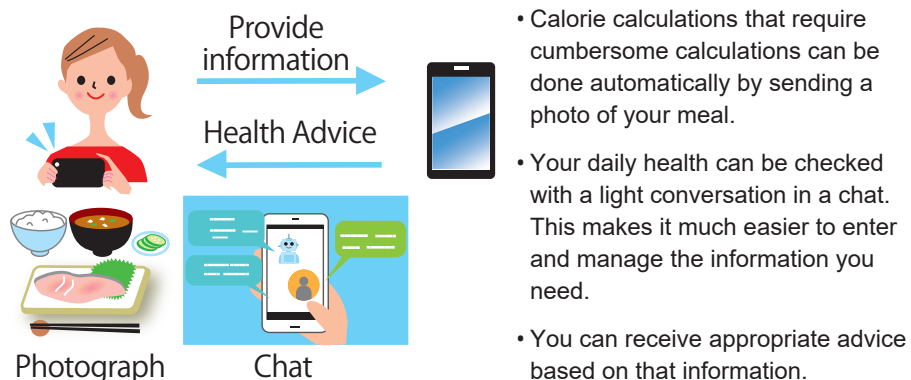 Provide
information
Health Advice
Photograph
Chat
• Calorie calculations that require
cumbersome calculations can be
done automatically by sending a
photo of your meal.
• Your daily health can be checked
with a light conversation in a chat.
This makes it much easier to enter
and manage the information you
need.
• You can receive appropriate advice
based on that information.